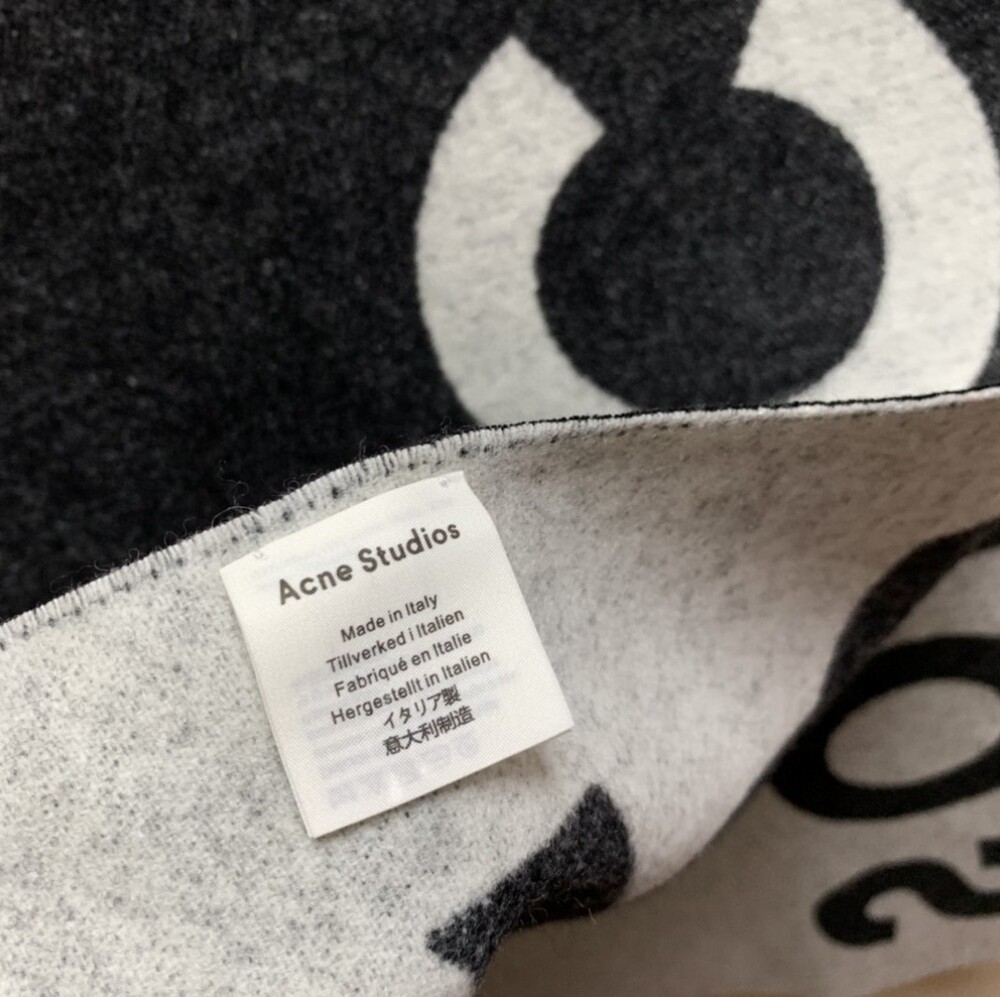 Acne Studios
Made in Italy
Tillverked i Italien
Fabriqué en Italie
Hergestellt in Italien
イタリア製
意大利制造